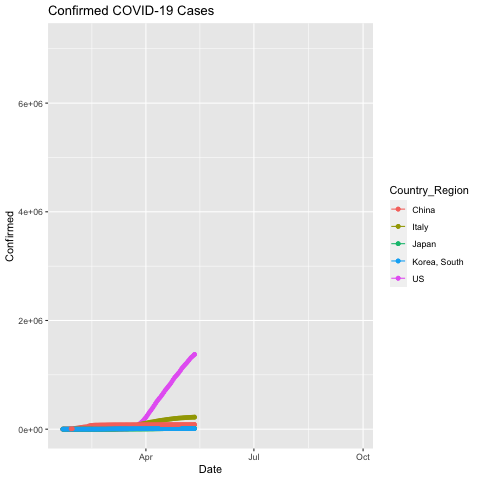 Confirmed COVID-19 Cases
Confirmed
6e+06
4e+06
2e+06
0e+00
Apr
Jul
Oct
Date
Country_Region
China
Italy
Japan
Korea, South
US